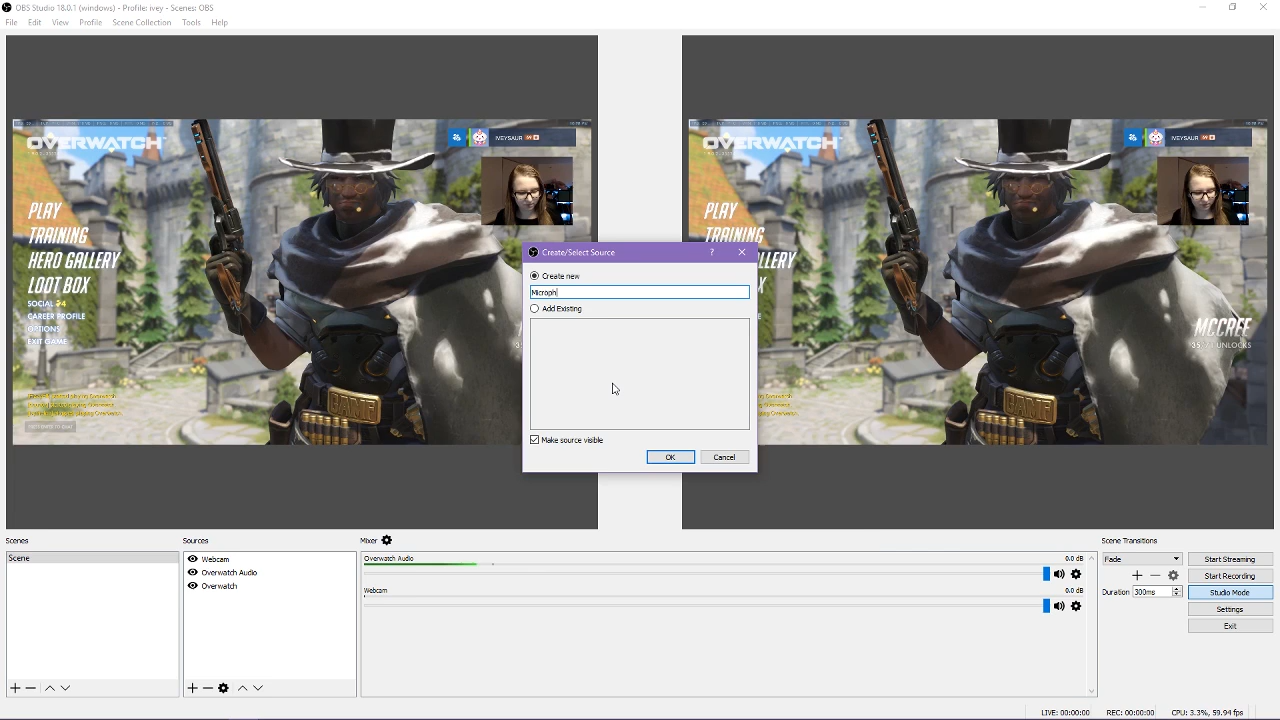 OBS Studio 18.0.1 (windows) - Profile: ivey - Scenes: OBS
File Edit View Profile Scene Collection Tools Help
OVERWATCH
IVEYSAUR
PLAY
TRAINING
HERO GALLERY
LOOT BOX
SOCIAL
CAREER PROFILE
OPTIONS
EXIT GAME
OVERWATCH
IVEYSAUR
PLAY
TRAINING
MCCREE
UNLOCKS
Create/Select Source
?
Create new
Microph
Add Existing
Make source visible
OK Cancel
Scenes
Scene
Sources
Webcam
Overwatch Audio
Overwatch
Mixer
Overwatch Audio 0.0 dB
Webcam 0.0 dB
Scene Transitions
Fade
Duration 300ms
Start Streaming
Start Recording
Studio Mode
Settings
Exit
LIVE: 00:00:00 REC: 00:00:00 CPU: 3.3%, 59.94 fps